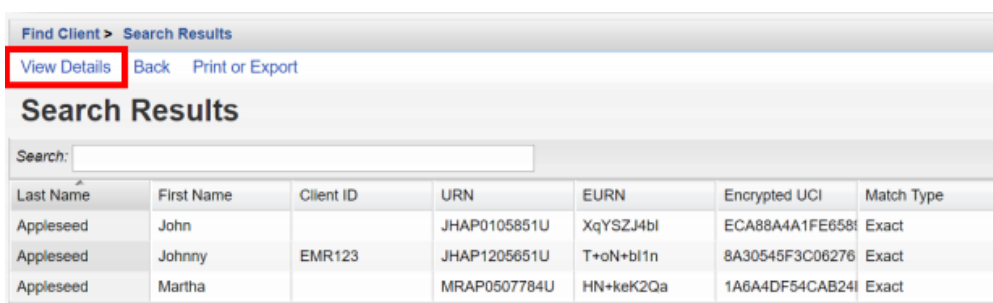 Find Client > Search Results
View Details Back Print or Export
Search Results
Search:
Last Name First Name Client ID URN EURN Encrypted UCI Match Type
Appleseed John JHAP0105851U XqYSZJ4bI ECA88A4A1FE658 Exact
Appleseed Johnny EMR123 JHAP1205651U T+oN+bI1n 8A30545F3C06276 Exact
Appleseed Martha MRAP0507784U HN+keK2Qa 1A6A4DF54CAB24 Exact